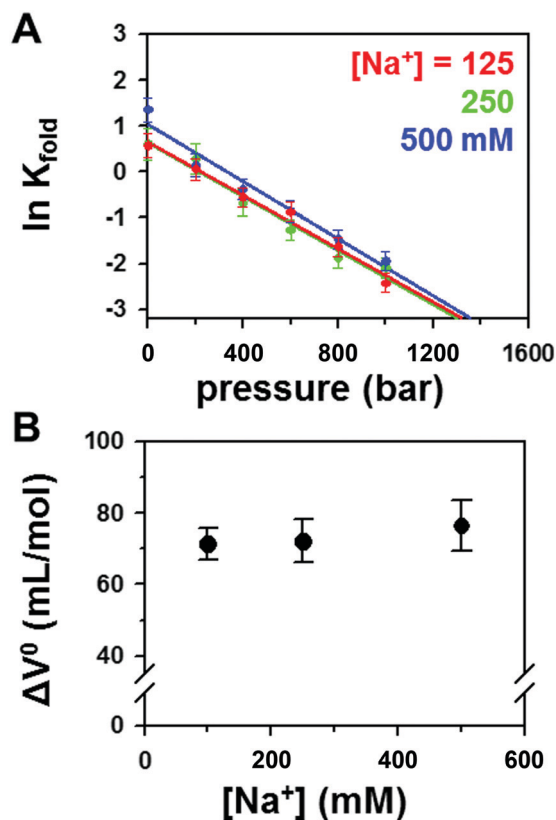 A
[Na⁺] = 125
250
500 mM
3
2
1
0
-1
-2
-3
ln K_fold
0 400 800 1200 1600
pressure (bar)
B
100
80
60
40
0
ΔV⁰ (mL/mol)
0 200 400 600
[Na⁺] (mM)